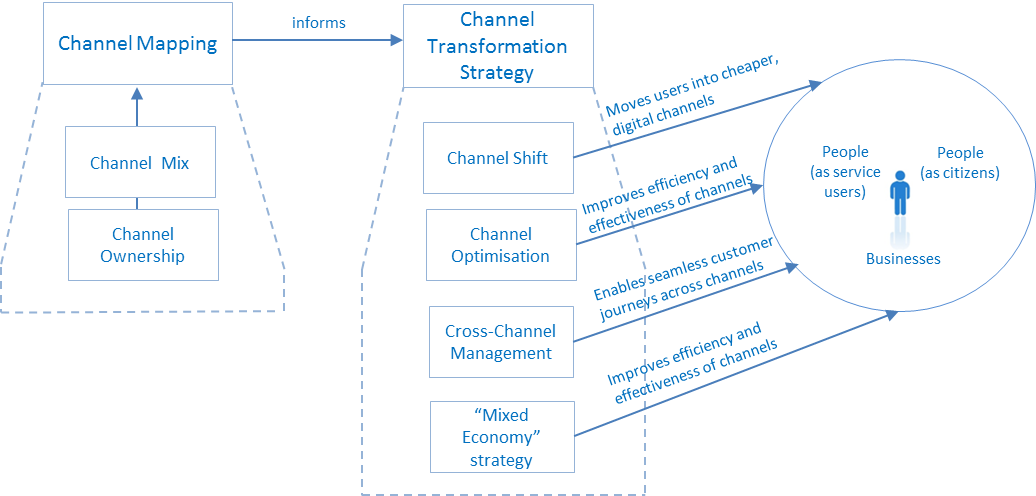 Channel Mapping
informs
Channel
Transformation
Strategy
Channel Mix
Channel
Ownership
Channel Shift
Moves users into cheaper,
digital channels
Channel
Optimisation
Improves efficiency and
effectiveness of channels
Cross-Channel
Management
Enables seamless customer
journeys across channels
“Mixed
Economy”
strategy
Improves efficiency and
effectiveness of channels
People
(as service
users)
People
(as citizens)
Businesses